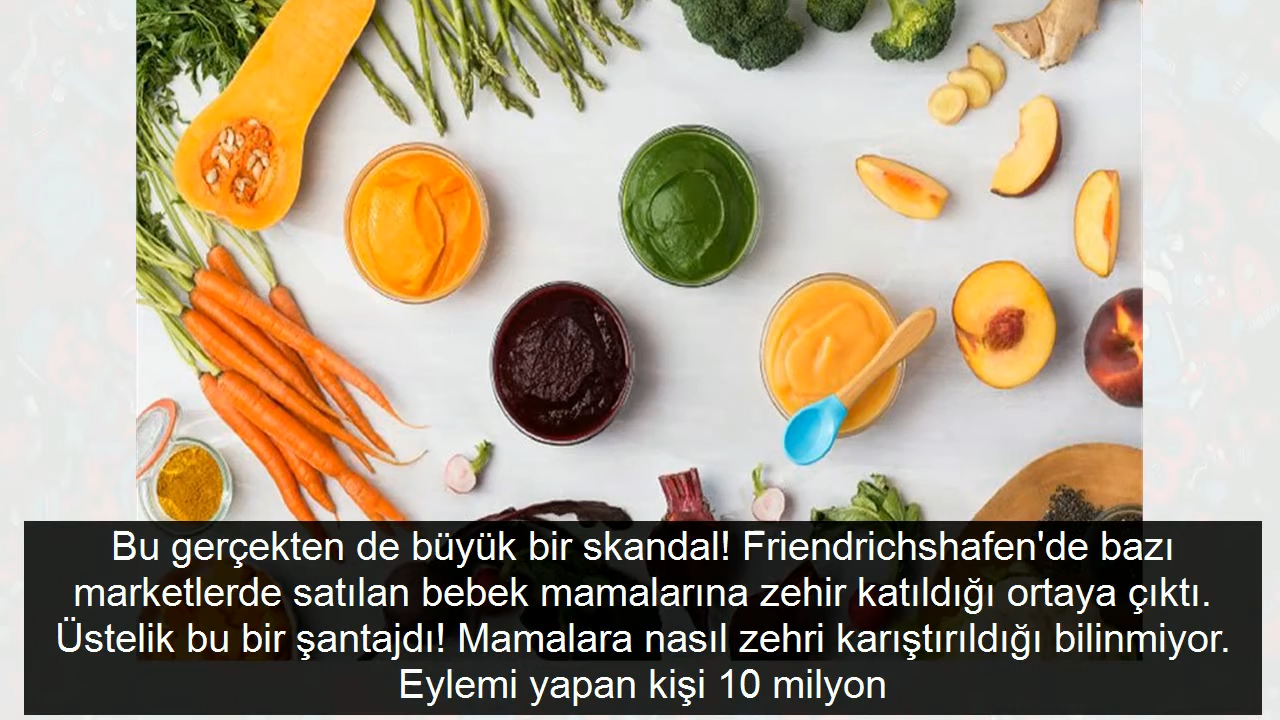 Bu gerçekten de büyük bir skandal! Friendrichshafen'de bazı
marketlerde satılan bebek mamalarına zehir katıldığı ortaya çıktı.
Üstelik bu bir şantajdı! Mamalara nasıl zehri karıştırıldığı bilinmiyor.
Eylemi yapan kişi 10 milyon